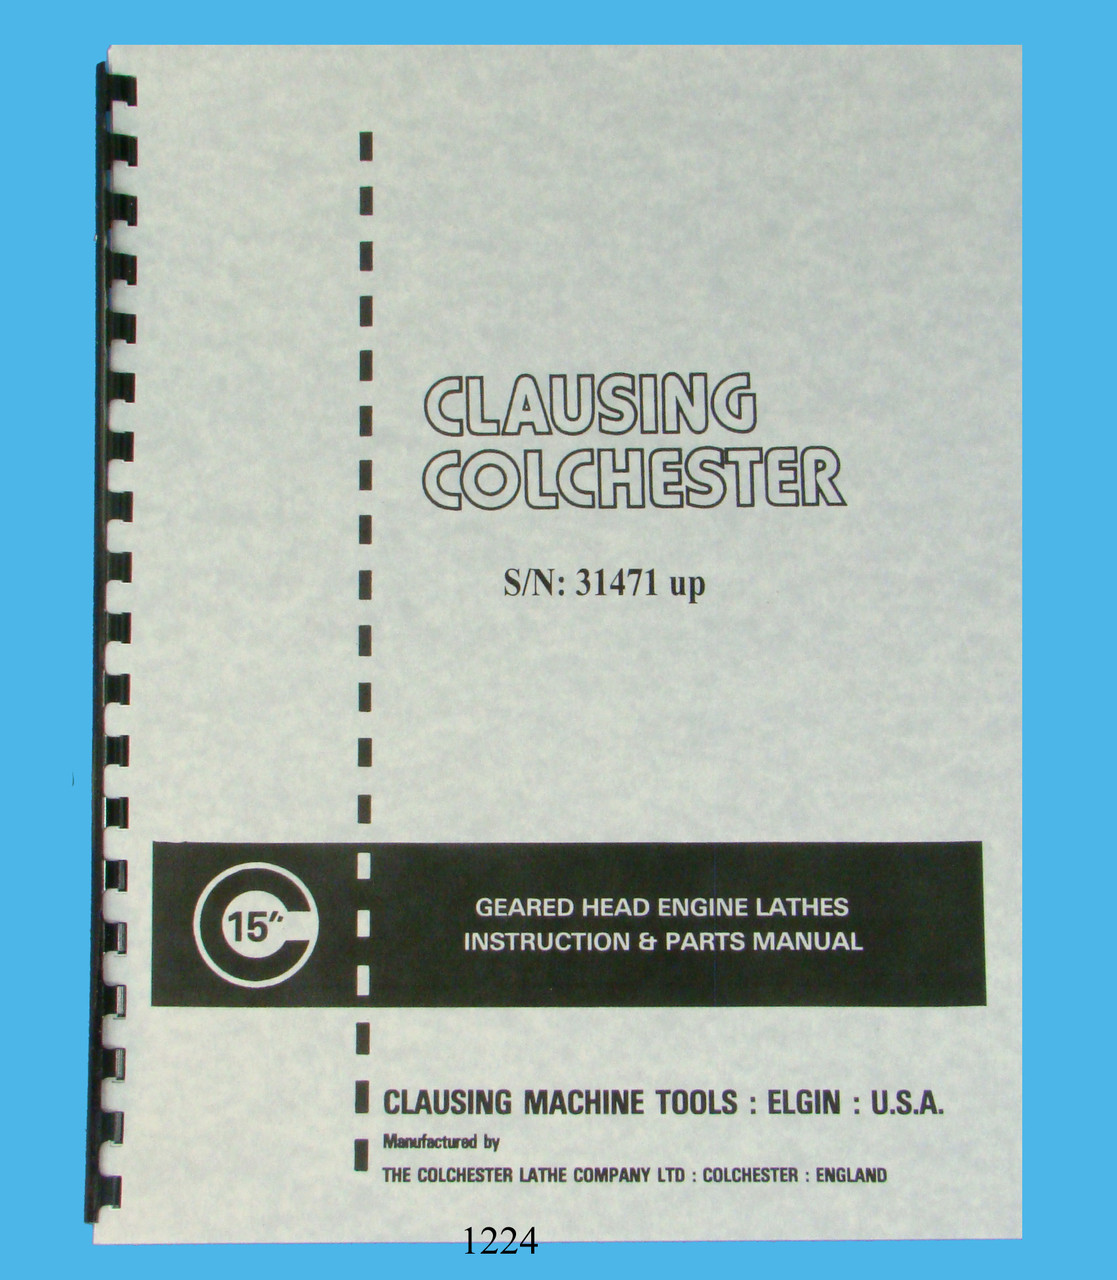 CLAUSING
COLCHESTER
S/N: 31471 up
15"
GEARED HEAD ENGINE LATHES
INSTRUCTION & PARTS MANUAL
CLAUSING MACHINE TOOLS : ELGIN : U.S.A.
Manufactured by
THE COLCHESTER LATHE COMPANY LTD : COLCHESTER : ENGLAND
1224